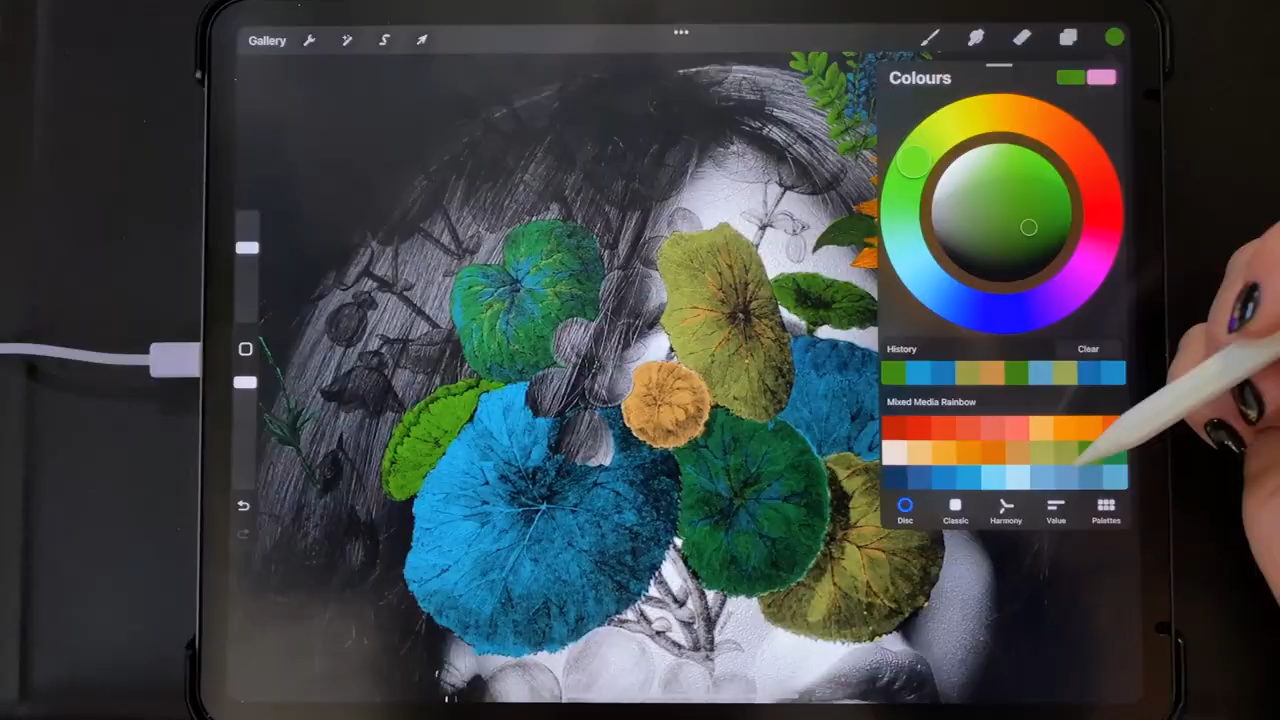 Gallery
Colours
History
Clear
Mixed Media Rainbow
Disc
Classic
Harmony
Value
Palettes